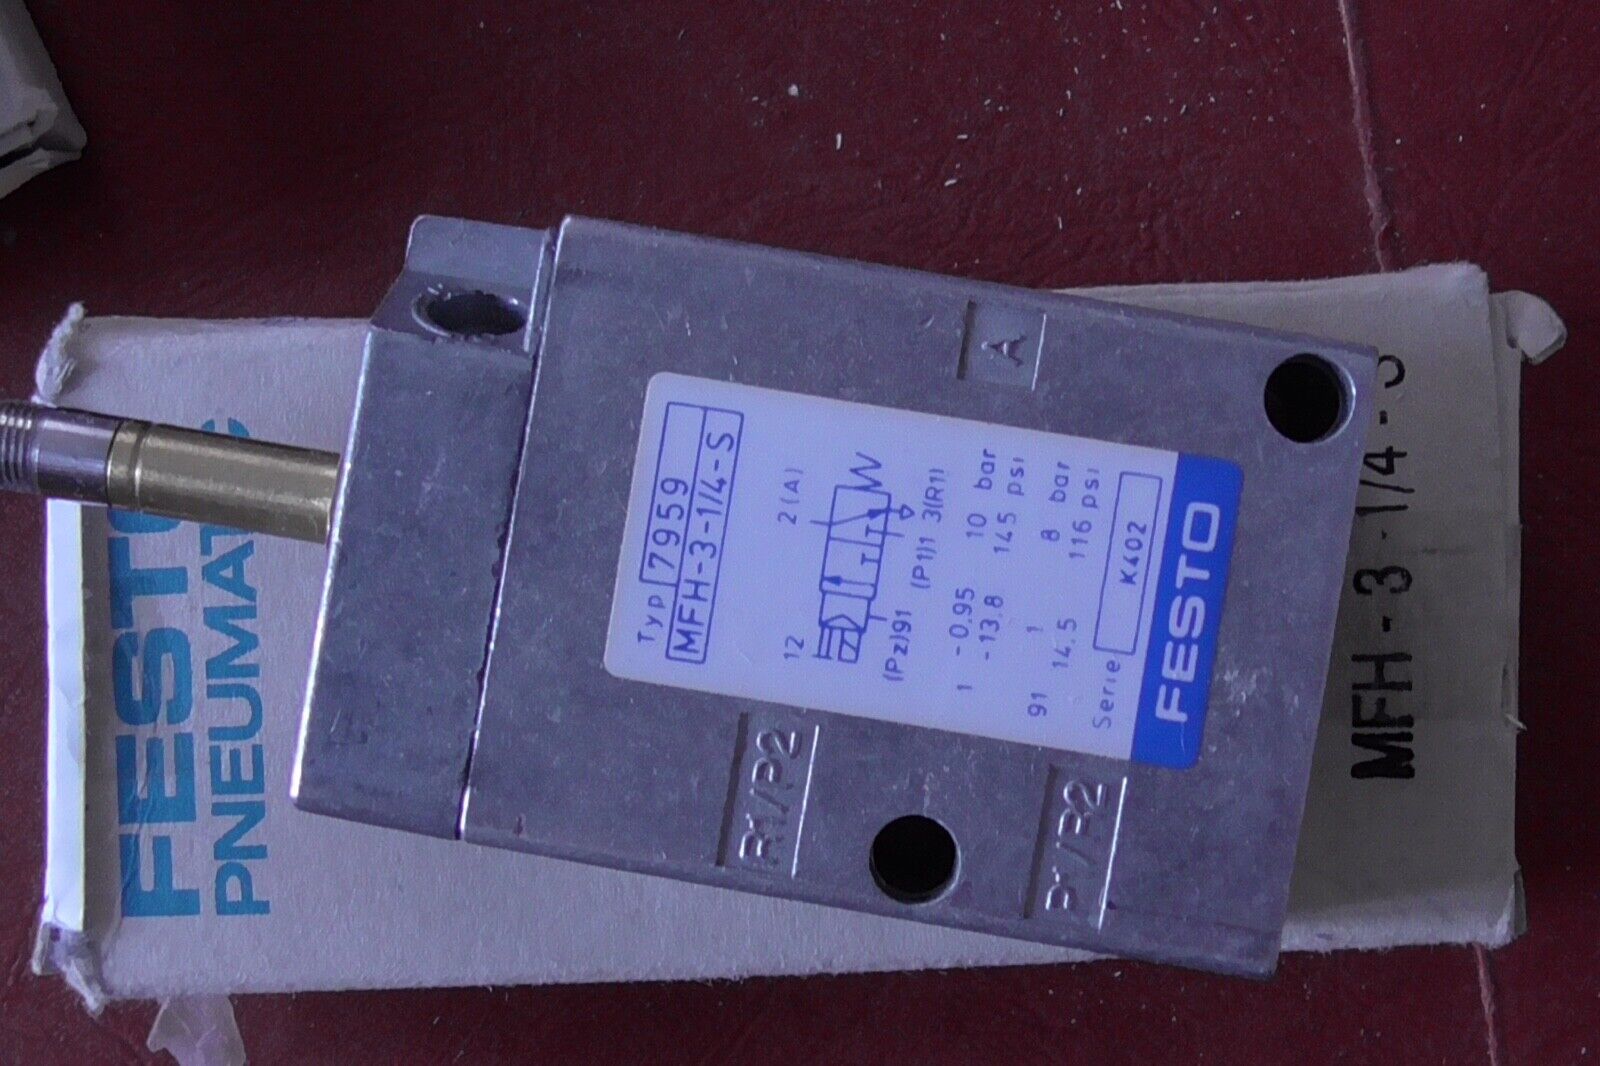 Typ 7959
MFH-3-1/4-S
12 2(A)
(Pz)91 (P1)1 3(R1)
1 -0,95 10 bar
-13,8 145 psi
91 1 8 bar
14.5 116 psi
Serie K402
FESTO
A
R1/P2
P1/R2
FESTO
PNEUMATIC
MFH-3-1/4-S